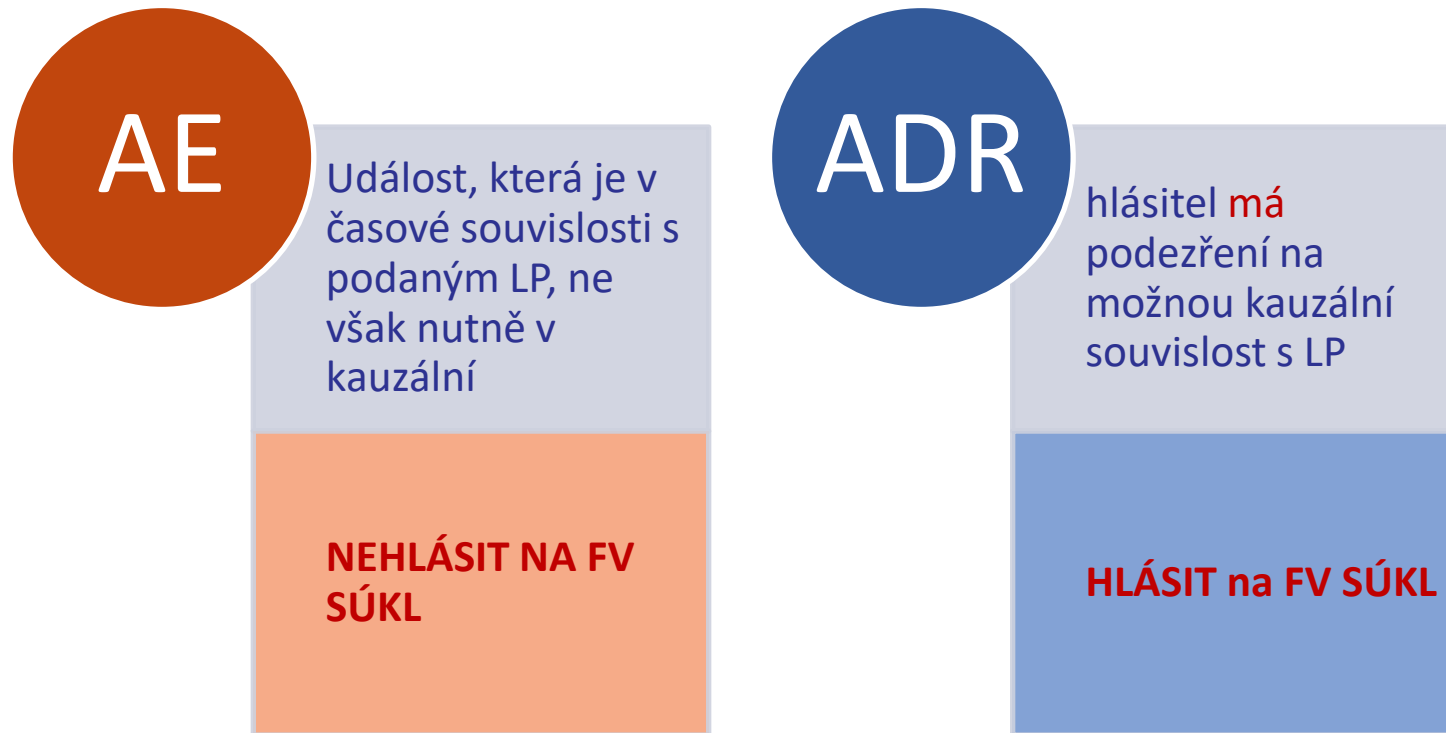 AE
Událost, která je v
časové souvislosti s
podaným LP, ne
však nutně v
kauzální
NEHLÁSIT NA FV
SÚKL
ADR
hlásitel má
podezření na
možnou kauzální
souvislost s LP
HLÁSIT na FV SÚKL